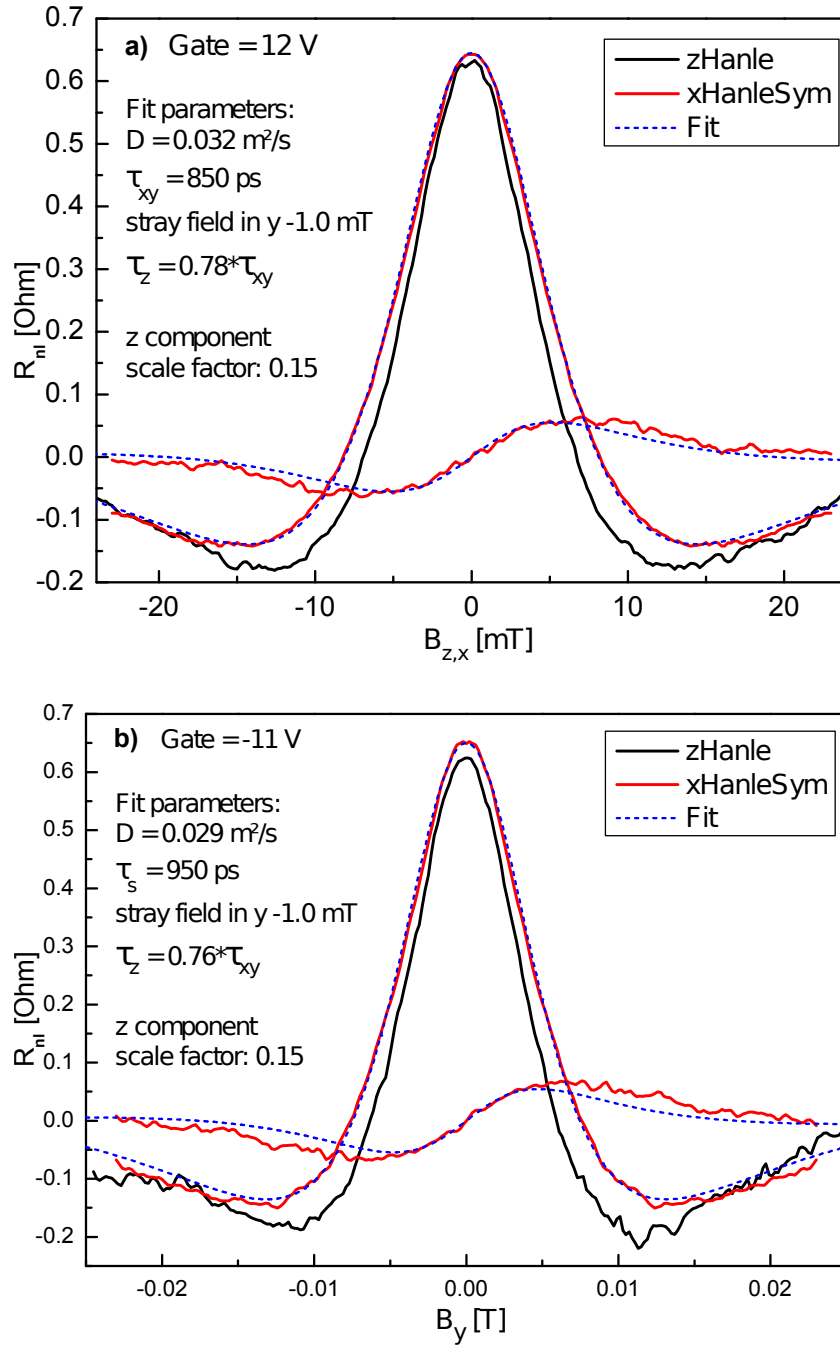 a) Gate = 12 V
zHanle
xHanleSym
Fit
Fit parameters:
D = 0.032 m²/s
τxy = 850 ps
stray field in y -1.0 mT
τz = 0.78*τxy
z component
scale factor: 0.15
Rnl [Ohm]
0.7
0.6
0.5
0.4
0.3
0.2
0.1
0.0
-0.1
-0.2
-20
-10
0
10
20
Bz,x [mT]
b) Gate = -11 V
zHanle
xHanleSym
Fit
Fit parameters:
D = 0.029 m²/s
τs = 950 ps
stray field in y -1.0 mT
τz = 0.76*τxy
z component
scale factor: 0.15
Rnl [Ohm]
0.7
0.6
0.5
0.4
0.3
0.2
0.1
0.0
-0.1
-0.2
-0.02
-0.01
0.00
0.01
0.02
By [T]